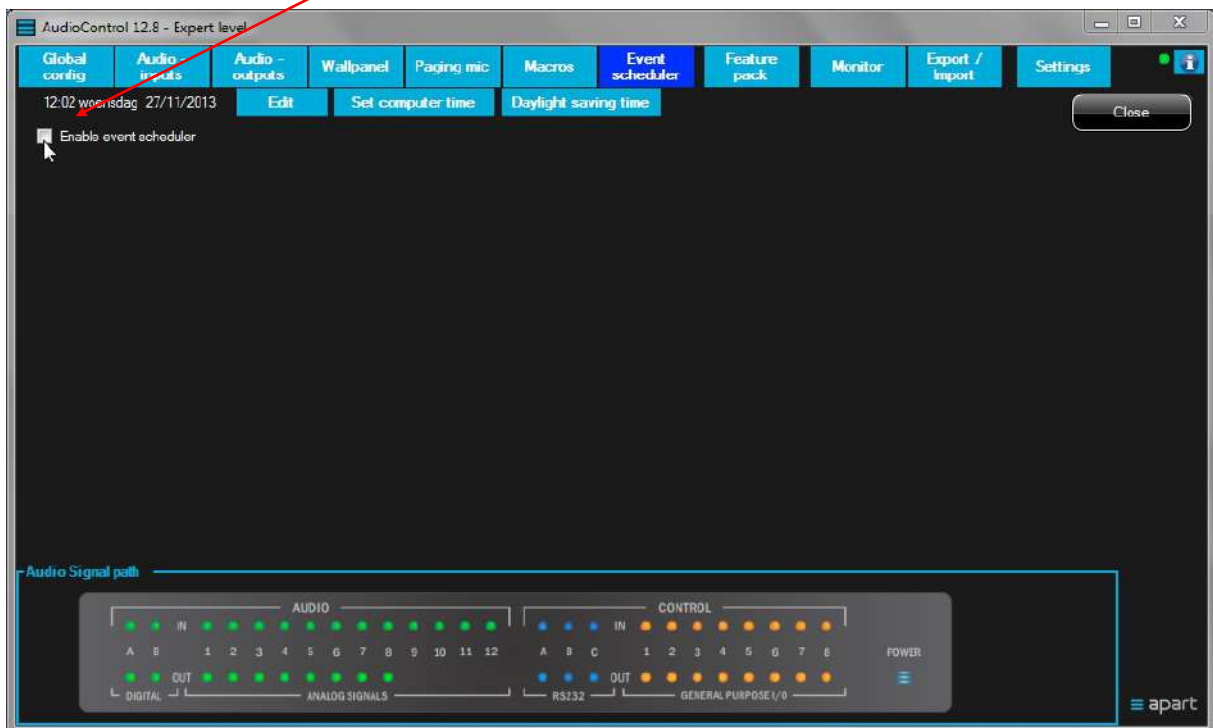 AudioControl 12.8 - Expert level
Global config
Audio - inputs
Audio - outputs
Wallpanel
Paging mic
Macros
Event scheduler
Feature pack
Monitor
Export / Import
Settings
12:02 woensdag 27/11/2013
Edit
Set computer time
Daylight saving time
Close
Enable event scheduler
Audio Signal path
AUDIO
CONTROL
IN
IN
A B 1 2 3 4 5 6 7 8 9 10 11 12 A B C 1 2 3 4 5 6 7 8
POWER
OUT
OUT
DIGITAL
ANALOG SIGNALS
RS232
GENERAL PURPOSE I/O
apart